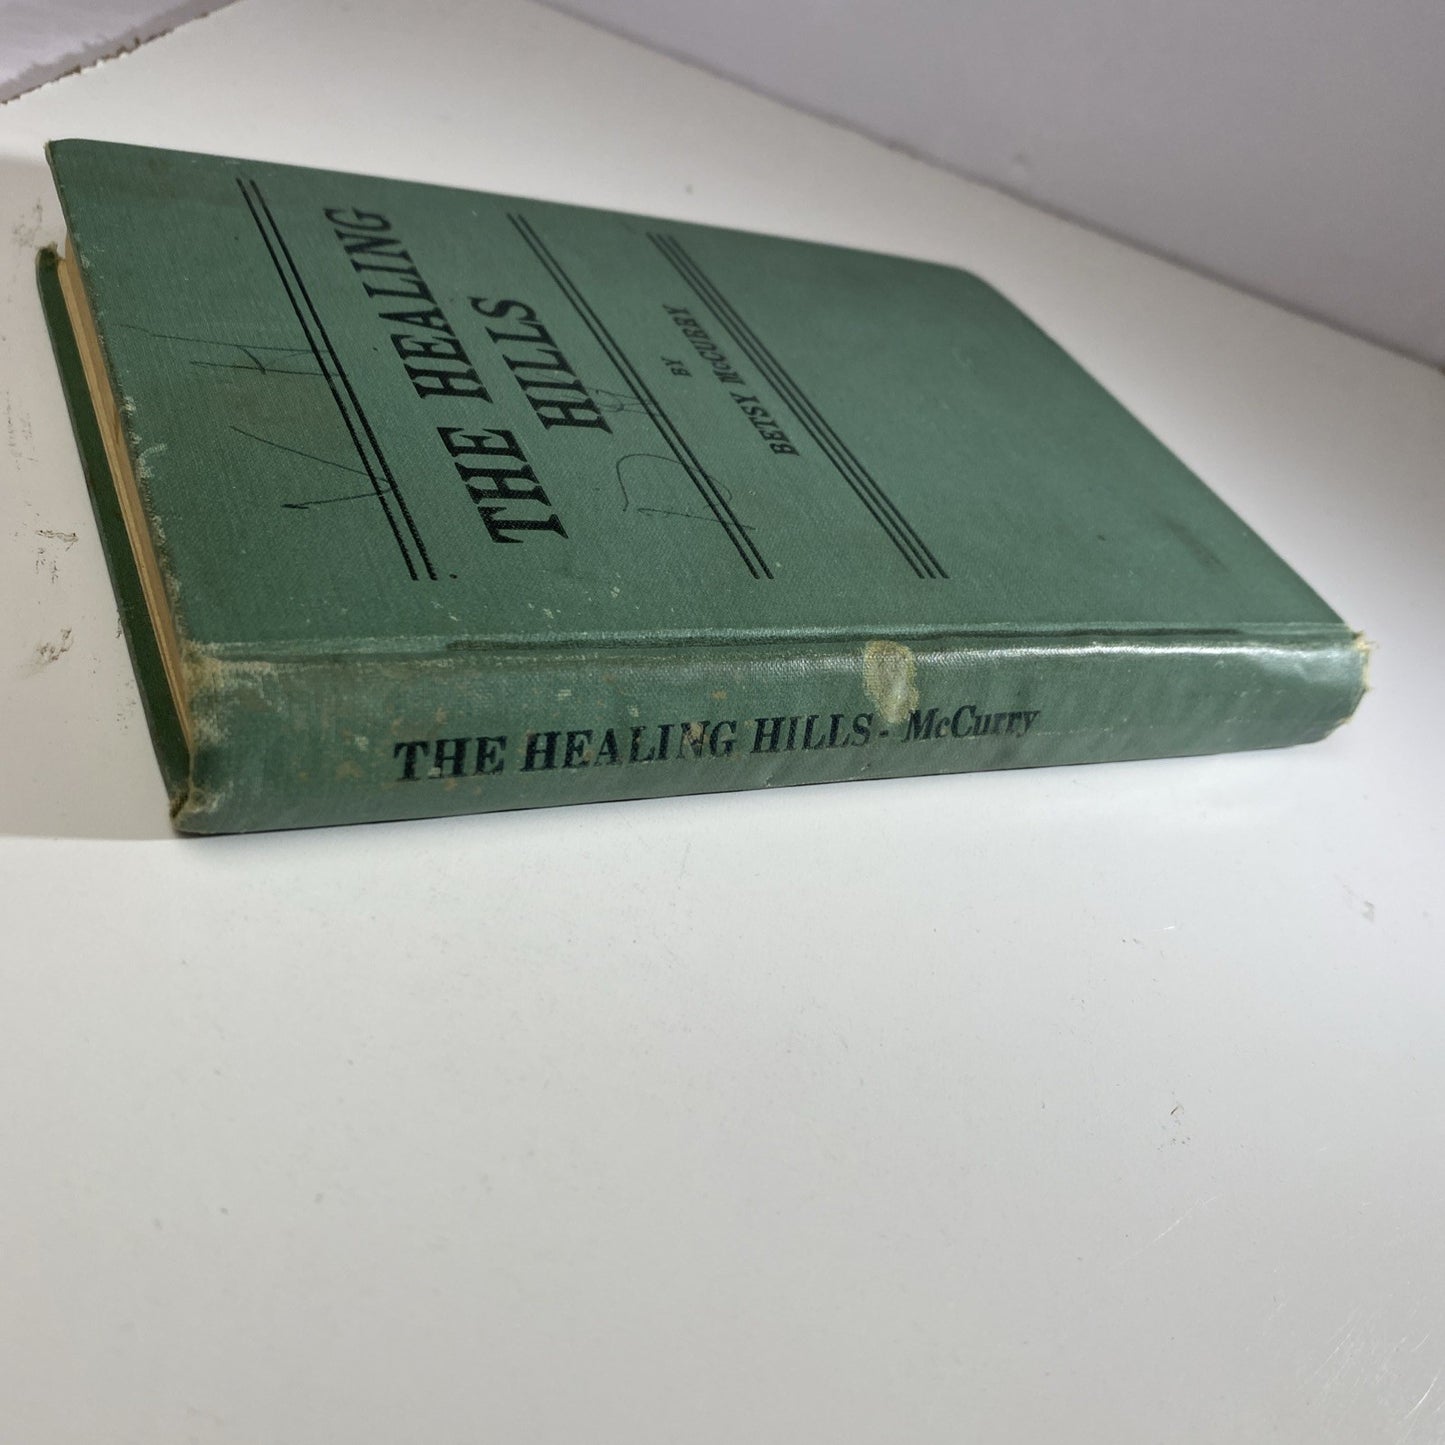 THE HEALING
HILLS
BY
BETSY McCURRY
THE HEALING HILLS - McCurry